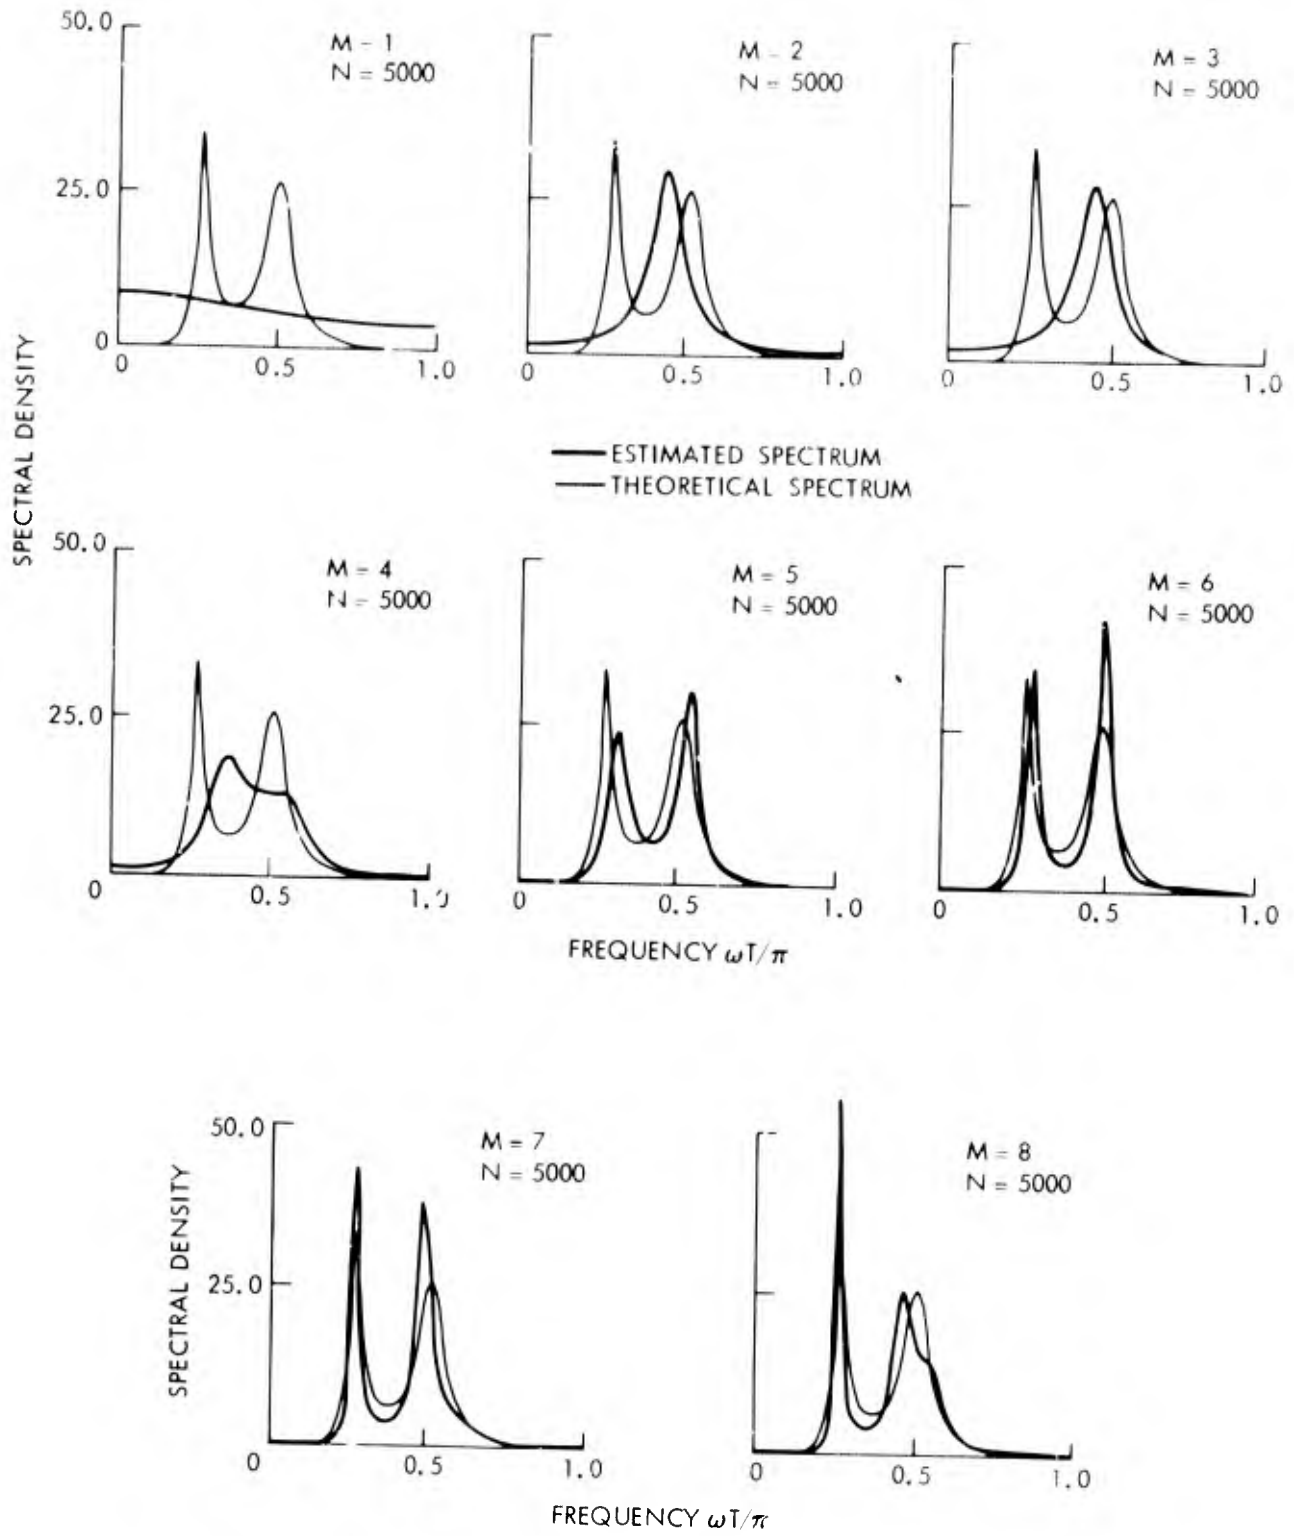 50.0
M - 1
N = 5000
25.0
0
0
0.5
1.0
M - 2
N = 5000
0
0.5
1.0
M = 3
N = 5000
0
0.5
1.0
SPECTRAL DENSITY
ESTIMATED SPECTRUM
THEORETICAL SPECTRUM
50.0
M = 4
N = 5000
25.0
0
0.5
1.0
M = 5
N = 5000
0
0.5
1.0
M = 6
N = 5000
0
0.5
1.0
FREQUENCY ωT/π
50.0
M = 7
N = 5000
25.0
0
0.5
1.0
SPECTRAL DENSITY
M = 8
N = 5000
0
0.5
1.0
FREQUENCY ωT/π